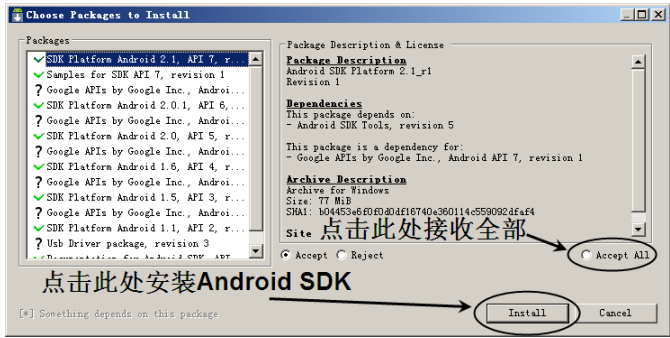 Choose Packages to Install
Packages
SDK Platform Android 2.1, API 7, r...
Samples for SDK API 7, revision 1
? Google APIs by Google Inc., Androi...
SDK Platform Android 2.0.1, API 6,...
? Google APIs by Google Inc., Androi...
SDK Platform Android 2.0, API 5, r...
? Google APIs by Google Inc., Androi...
SDK Platform Android 1.6, API 4, r...
? Google APIs by Google Inc., Androi...
SDK Platform Android 1.5, API 3, r...
? Google APIs by Google Inc., Androi...
SDK Platform Android 1.1, API 2, r...
? Usb Driver package, revision 3
Package Description & License
Package Description
Android SDK Platform 2.1_r1
Revision 1
Dependencies
This package depends on:
- Android SDK Tools, revision 5
This package is a dependency for:
- Google APIs by Google Inc., Android API 7, revision 1
Archive Description
Archive for Windows
Size: 77 MiB
SHA1: b04453e6f0f0d0df16740e360114c559092dfaf4
Site
点击此处接收全部
Accept
Reject
Accept All
点击此处安装Android SDK
[*] Something depends on this package
Install
Cancel